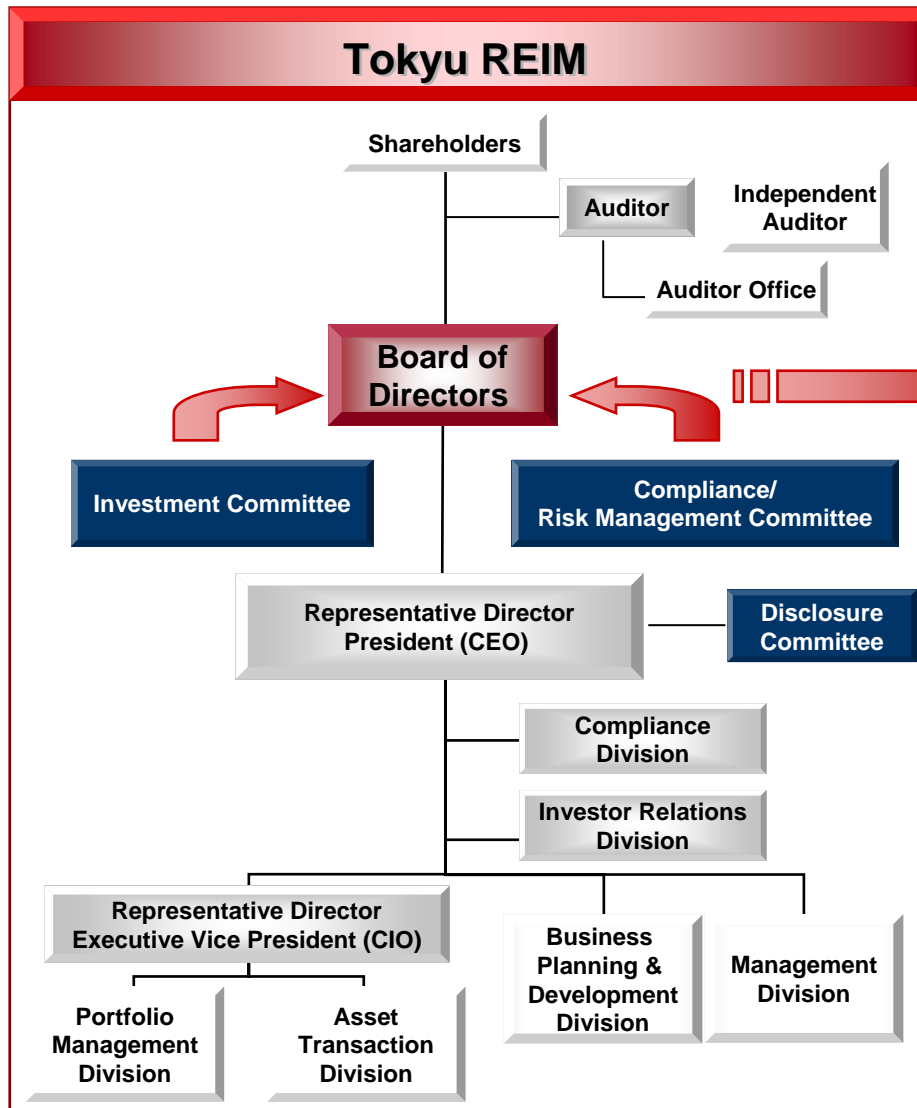 Tokyu REIM
Shareholders
Auditor
Independent
Auditor
Auditor Office
Board of
Directors
Investment Committee
Compliance/
Risk Management Committee
Representative Director
President (CEO)
Disclosure
Committee
Compliance
Division
Investor Relations
Division
Representative Director
Executive Vice President (CIO)
Business
Planning &
Development
Division
Management
Division
Portfolio
Management
Division
Asset
Transaction
Division